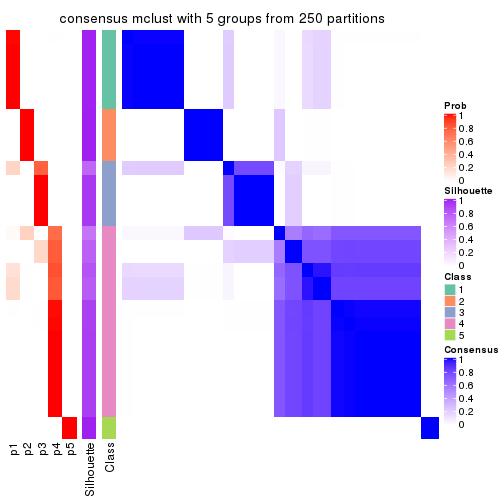 consensus mclust with 5 groups from 250 partitions
Prob
1
0.8
0.6
0.4
0.2
0
Silhouette
1
0.8
0.6
0.4
0.2
0
Class
1
2
3
4
5
Consensus
1
0.8
0.6
0.4
0.2
0
p1
p2
p3
p4
p5
Silhouette
Class